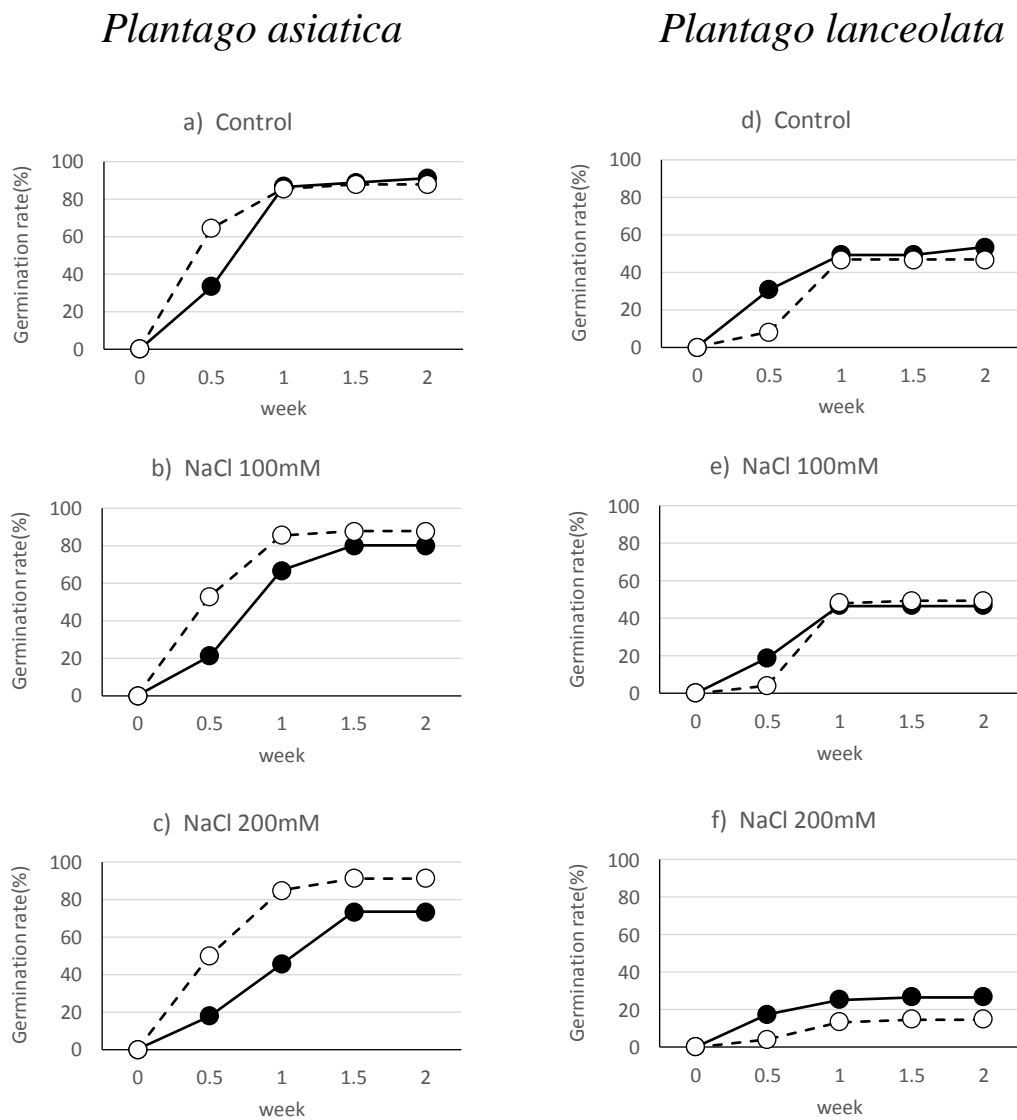 Plantago asiatica
Plantago lanceolata
a) Control
Germination rate(%)
100
80
60
40
20
0
0 0.5 1 1.5 2
week
d) Control
Germination rate(%)
100
80
60
40
20
0
0 0.5 1 1.5 2
week
b) NaCl 100mM
Germination rate(%)
100
80
60
40
20
0
0 0.5 1 1.5 2
week
e) NaCl 100mM
Germination rate(%)
100
80
60
40
20
0
0 0.5 1 1.5 2
week
c) NaCl 200mM
Germination rate(%)
100
80
60
40
20
0
0 0.5 1 1.5 2
week
f) NaCl 200mM
Germination rate(%)
100
80
60
40
20
0
0 0.5 1 1.5 2
week